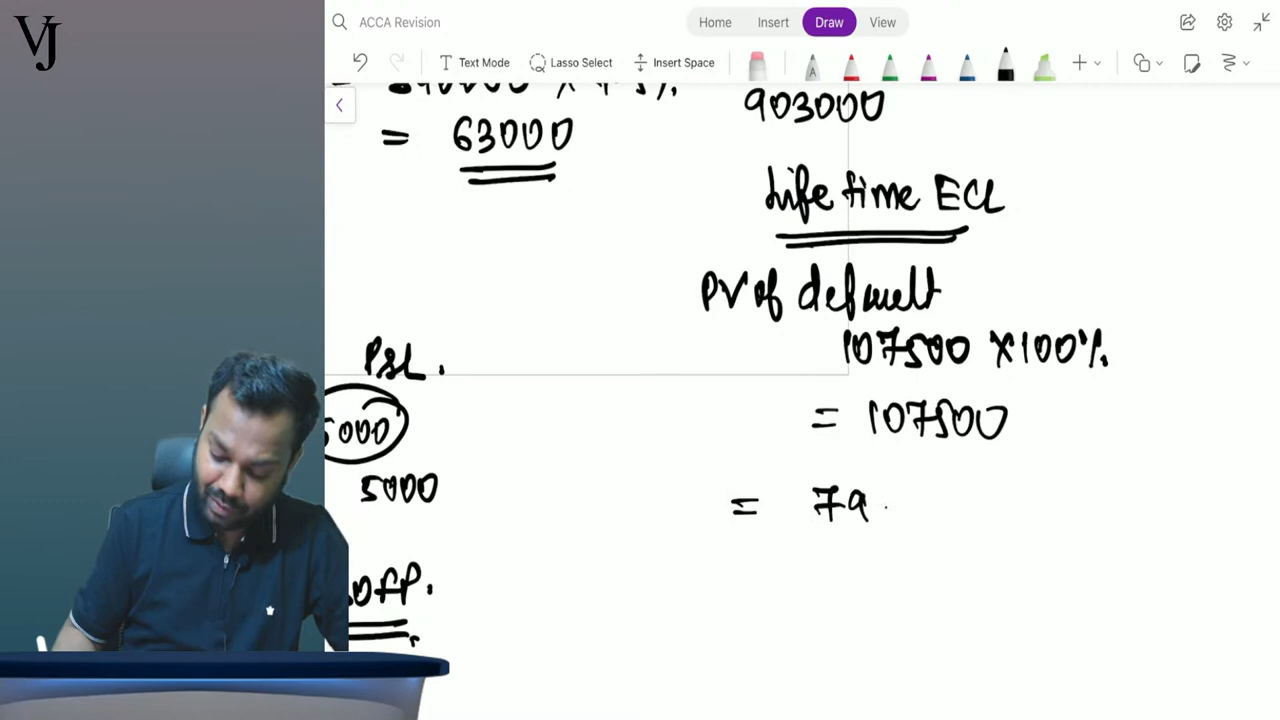 VJ
ACCA Revision
Home Insert Draw View
Text Mode Lasso Select Insert Space
= 63000
903000
Life time ECL
PV of default
107500 X100%
= 107500
= 79
P&L.
5000
5000